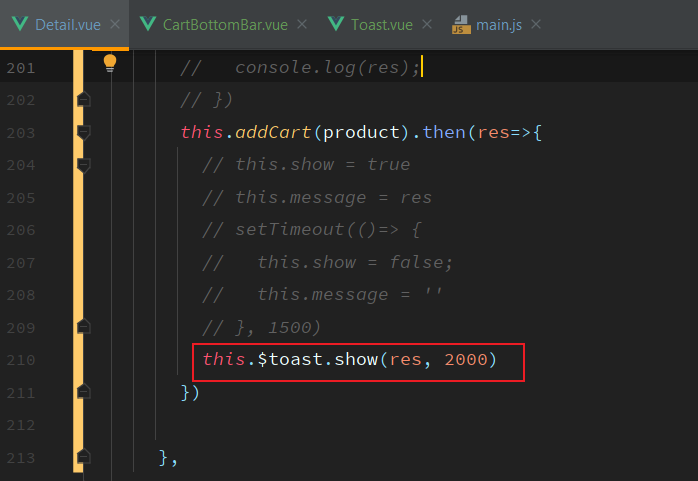 Detail.vue × CartBottomBar.vue × Toast.vue × JS main.js ×
201 //   console.log(res);
202 // })
203 this.addCart(product).then(res=>{
204 // this.show = true
205 // this.message = res
206 // setTimeout(()=> {
207 //   this.show = false;
208 //   this.message = ''
209 // }, 1500)
210 this.$toast.show(res, 2000)
211 })
212
213 },